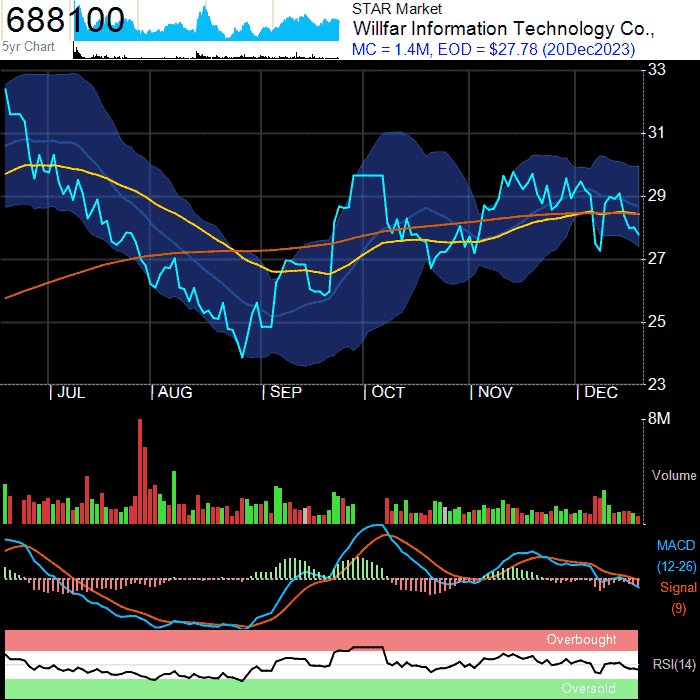 688100
5yr Chart
STAR Market
Willfar Information Technology Co.,
MC = 1.4M, EOD = $27.78 (20Dec2023)
33
31
29
27
25
23
| JUL | AUG | SEP | OCT | NOV | DEC
8M
Volume
MACD
(12-26)
Signal
(9)
Overbought
RSI(14)
Oversold